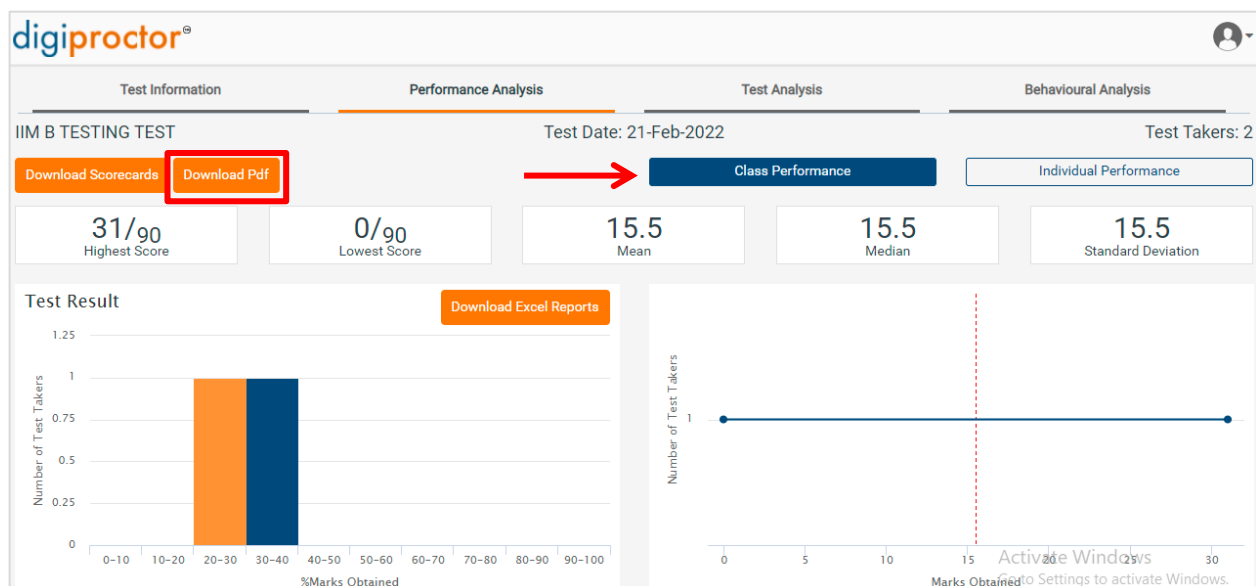 digiproctor®
Test Information Performance Analysis Test Analysis Behavioural Analysis
IIM B TESTING TEST Test Date: 21-Feb-2022 Test Takers: 2
Download Scorecards Download Pdf Class Performance Individual Performance
31/90 0/90 15.5 15.5 15.5
Highest Score Lowest Score Mean Median Standard Deviation
Test Result Download Excel Reports
Number of Test Takers
1.25
1
0.75
0.5
0.25
0
0-10 10-20 20-30 30-40 40-50 50-60 60-70 70-80 80-90 90-100
%Marks Obtained
Number of Test Takers
1
0 5 10 15 20 25 30
Marks Obtained
Activate Windows
Go to Settings to activate Windows.